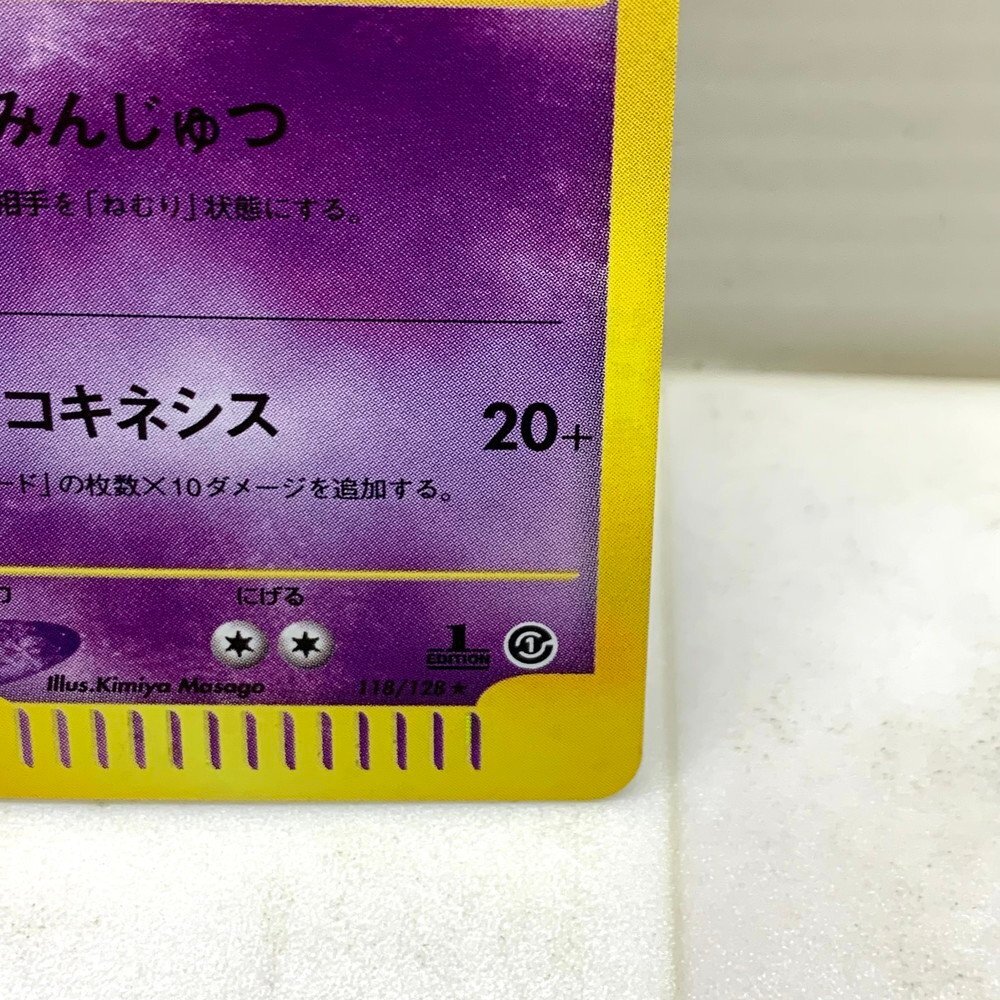 みんじゅつ
相手を「ねむり」状態にする。
コキネシス 20+
ード」の枚数×10ダメージを追加する。
にげる
1
EDITION
1
Illus.Kimiya Masago 118/128 ★